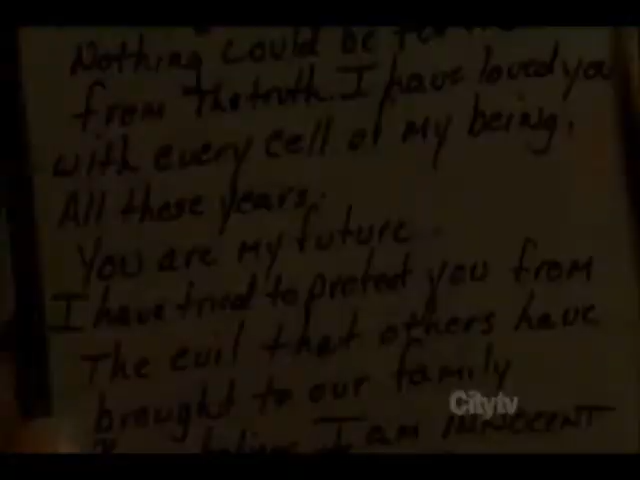 Nothing could be
from the truth. I have loved you
with every cell of my being.
All these years.
You are my future.
I have tried to protect you from
The evil that others have
brought to our family
I am INNOCENT
Citytv